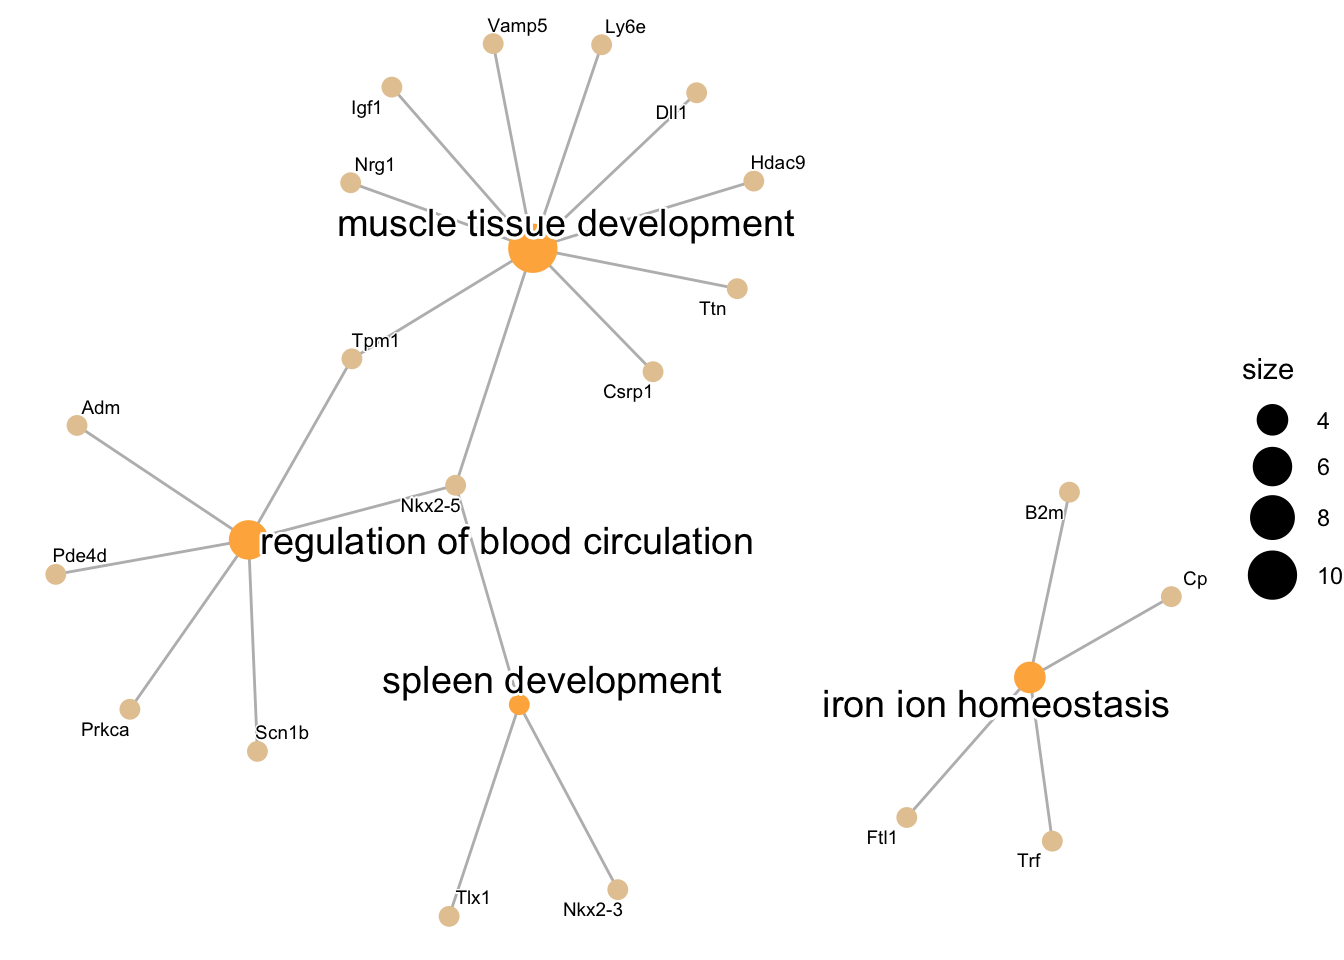 Vamp5
Ly6e
Igf1
Dll1
Nrg1
Hdac9
muscle tissue development
Ttn
Tpm1
Csrp1
Adm
Nkx2-5
regulation of blood circulation
Pde4d
spleen development
Prkca
Scn1b
Tlx1
Nkx2-3
B2m
Cp
iron ion homeostasis
Ftl1
Trf
size
4
6
8
10